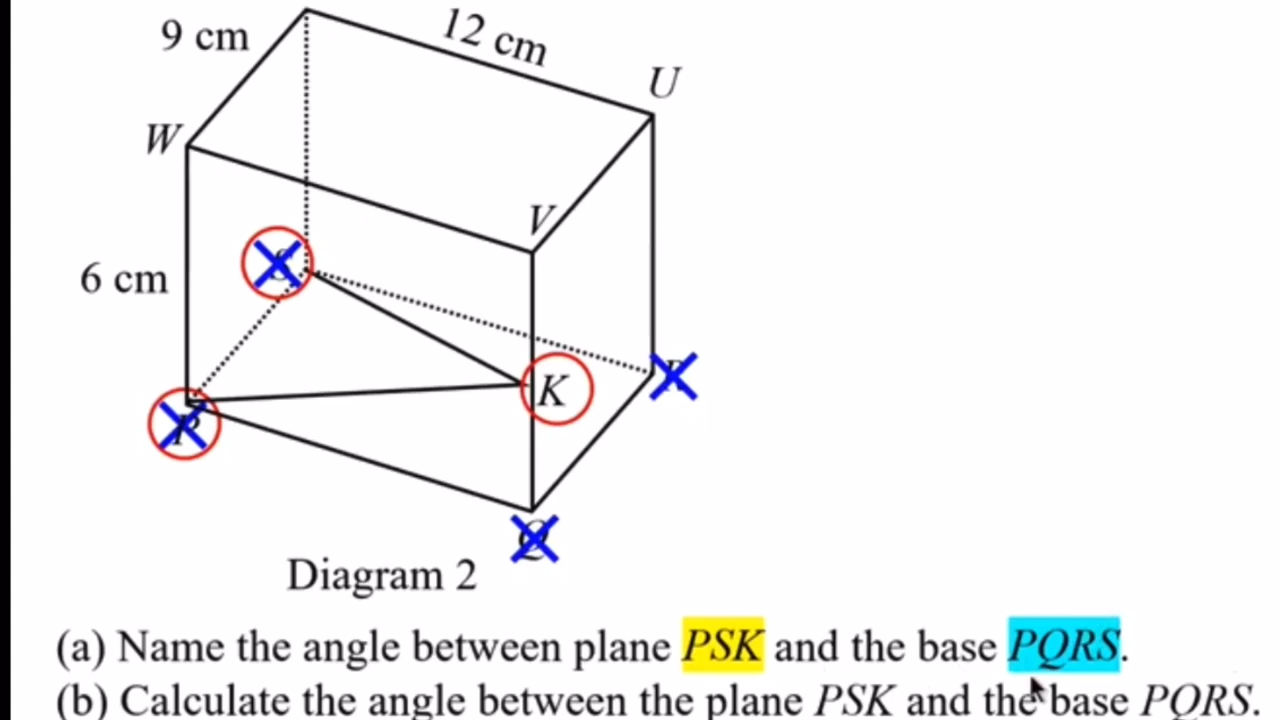 9 cm
12 cm
U
W
V
6 cm
K
P
Q
Diagram 2
(a) Name the angle between plane PSK and the base PQRS.
(b) Calculate the angle between the plane PSK and the base PQRS.